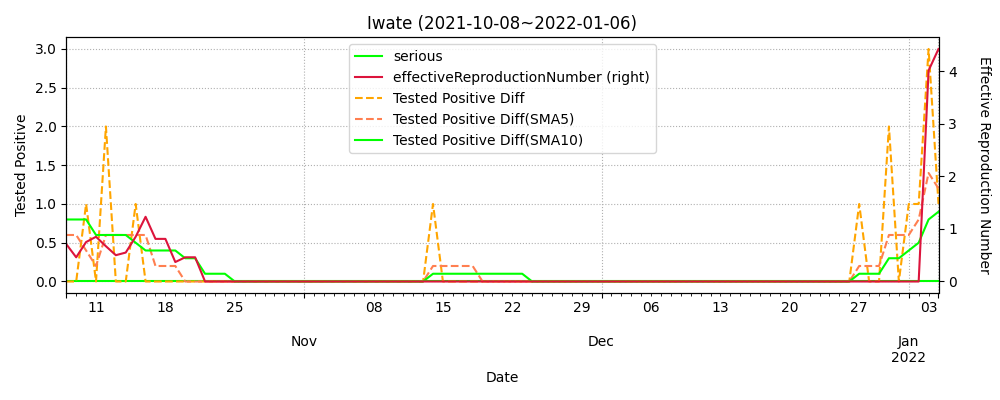 Iwate (2021-10-08~2022-01-06)
serious
effectiveReproductionNumber (right)
Tested Positive Diff
Tested Positive Diff(SMA5)
Tested Positive Diff(SMA10)
Tested Positive
3.0
2.5
2.0
1.5
1.0
0.5
0.0
Effective Reproduction Number
4
3
2
1
0
11 18 25 08 15 22 29 06 13 20 27 03
Nov Dec Jan
2022
Date